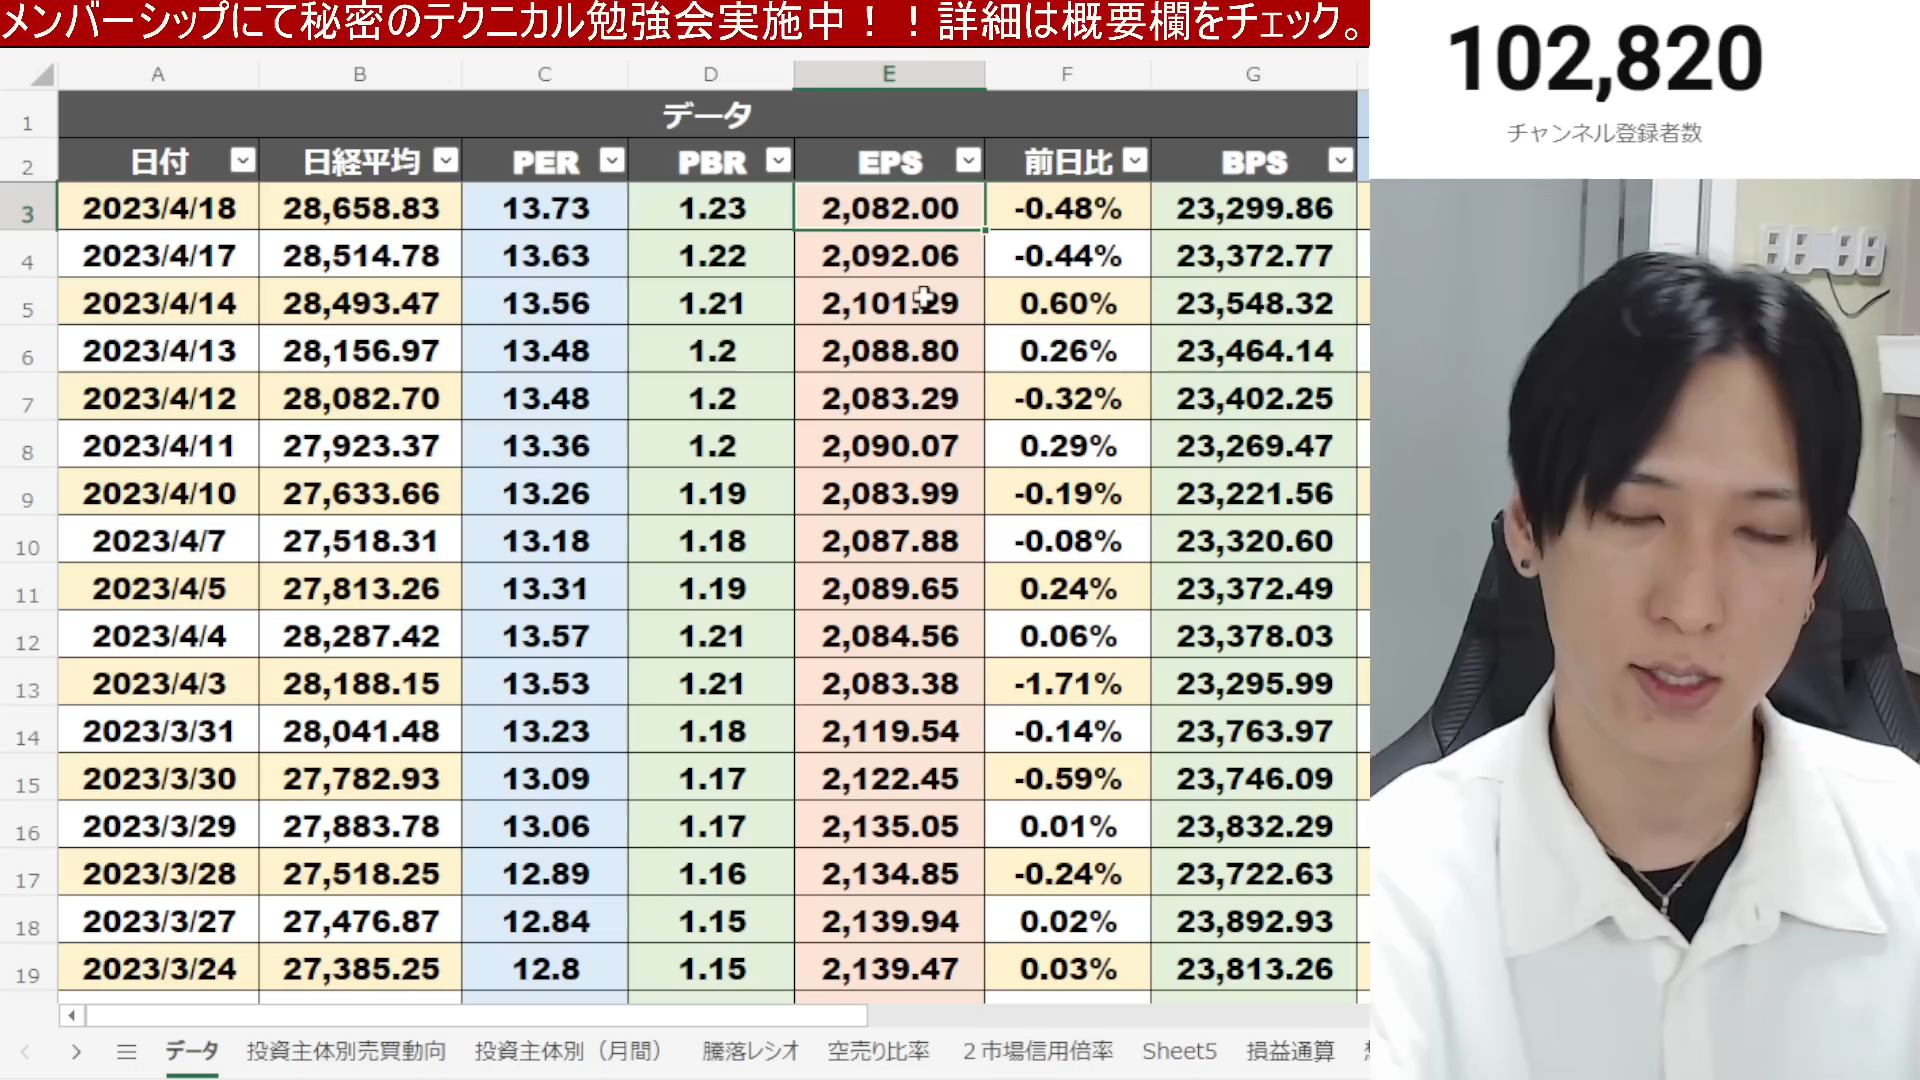 メンバーシップにて秘密のテクニカル勉強会実施中！！詳細は概要欄をチェック。
102,820
チャンネル登録者数
A B C D E F G
1 データ
2 日付 日経平均 PER PBR EPS 前日比 BPS
3 2023/4/18 28,658.83 13.73 1.23 2,082.00 -0.48% 23,299.86
4 2023/4/17 28,514.78 13.63 1.22 2,092.06 -0.44% 23,372.77
5 2023/4/14 28,493.47 13.56 1.21 2,101.29 0.60% 23,548.32
6 2023/4/13 28,156.97 13.48 1.2 2,088.80 0.26% 23,464.14
7 2023/4/12 28,082.70 13.48 1.2 2,083.29 -0.32% 23,402.25
8 2023/4/11 27,923.37 13.36 1.2 2,090.07 0.29% 23,269.47
9 2023/4/10 27,633.66 13.26 1.19 2,083.99 -0.19% 23,221.56
10 2023/4/7 27,518.31 13.18 1.18 2,087.88 -0.08% 23,320.60
11 2023/4/5 27,813.26 13.31 1.19 2,089.65 0.24% 23,372.49
12 2023/4/4 28,287.42 13.57 1.21 2,084.56 0.06% 23,378.03
13 2023/4/3 28,188.15 13.53 1.21 2,083.38 -1.71% 23,295.99
14 2023/3/31 28,041.48 13.23 1.18 2,119.54 -0.14% 23,763.97
15 2023/3/30 27,782.93 13.09 1.17 2,122.45 -0.59% 23,746.09
16 2023/3/29 27,883.78 13.06 1.17 2,135.05 0.01% 23,832.29
17 2023/3/28 27,518.25 12.89 1.16 2,134.85 -0.24% 23,722.63
18 2023/3/27 27,476.87 12.84 1.15 2,139.94 0.02% 23,892.93
19 2023/3/24 27,385.25 12.8 1.15 2,139.47 0.03% 23,813.26
データ 投資主体別売買動向 投資主体別（月間） 騰落レシオ 空売り比率 ２市場信用倍率 Sheet5 損益通算